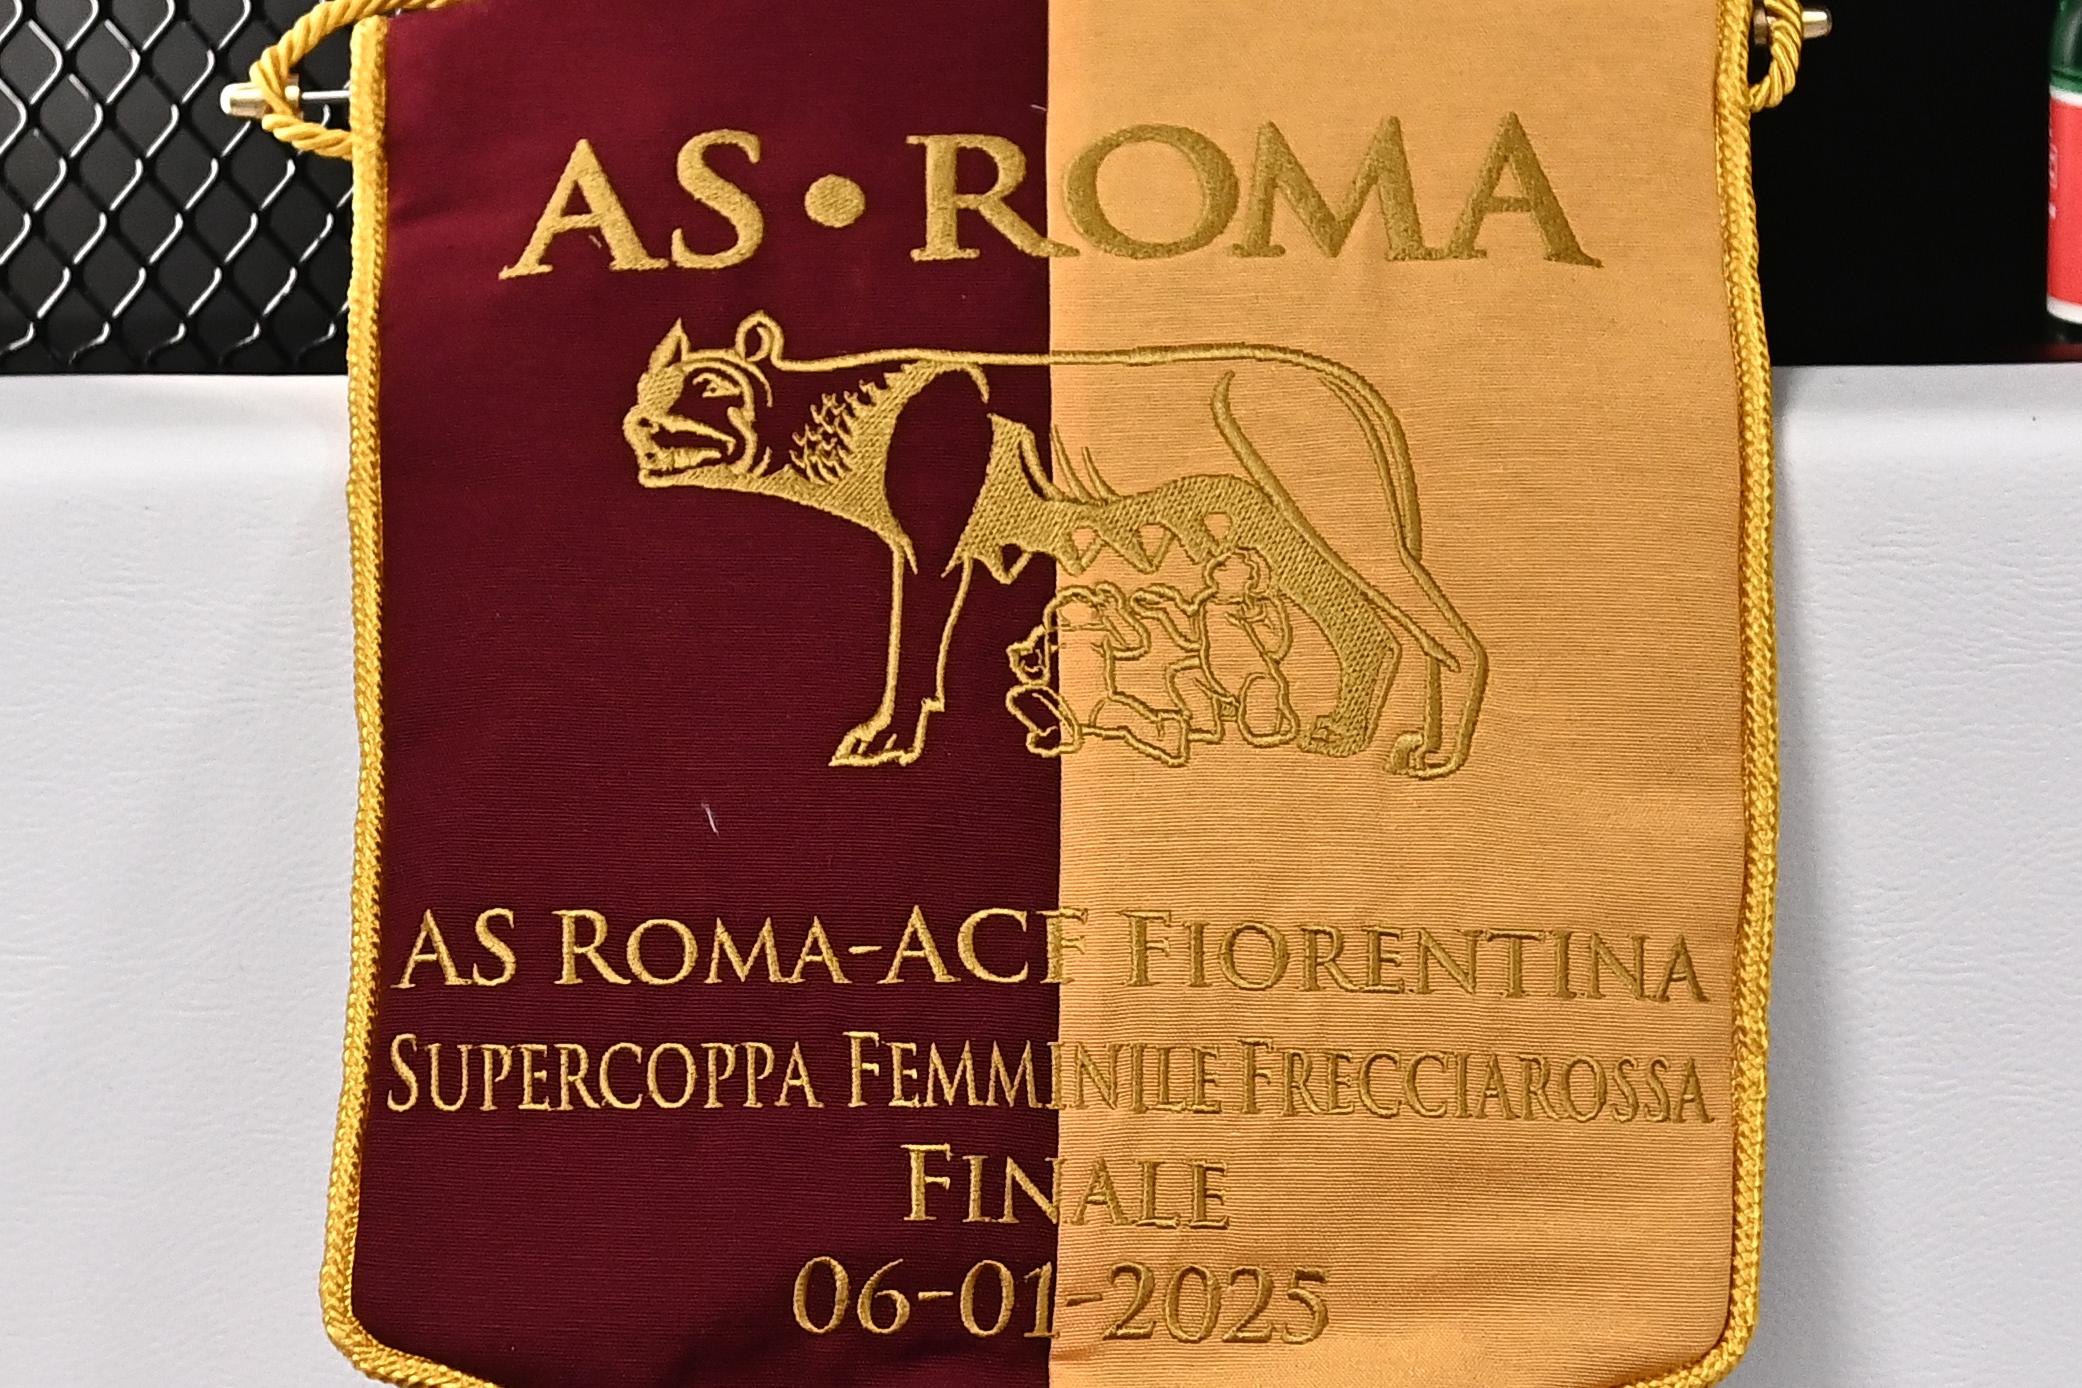 AS•ROMA
AS ROMA-ACF FIORENTINA
SUPERCOPPA FEMMINILE FRECCIAROSSA
FINALE
06-01-2025